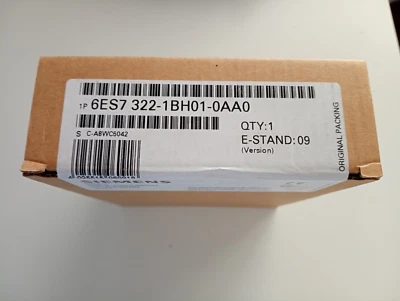 1P 6ES7 322-1BH01-0AA0
S C-A8WC5042
QTY:1
E-STAND:09
(Version)
ORIGINAL PACKING
SIEMENS